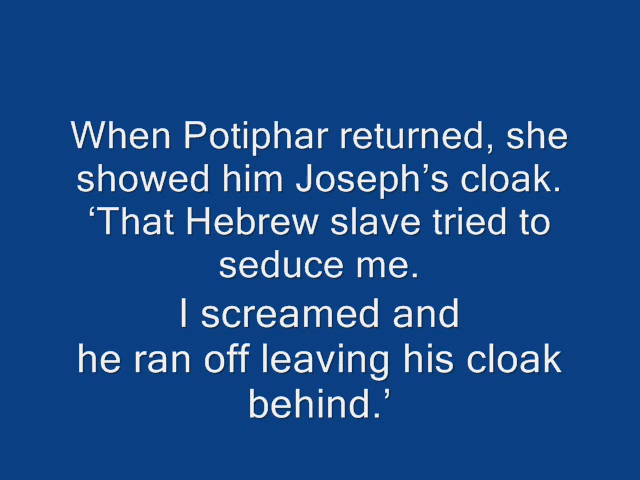 When Potiphar returned, she
showed him Joseph’s cloak.
‘That Hebrew slave tried to
seduce me.
I screamed and
he ran off leaving his cloak
behind.’